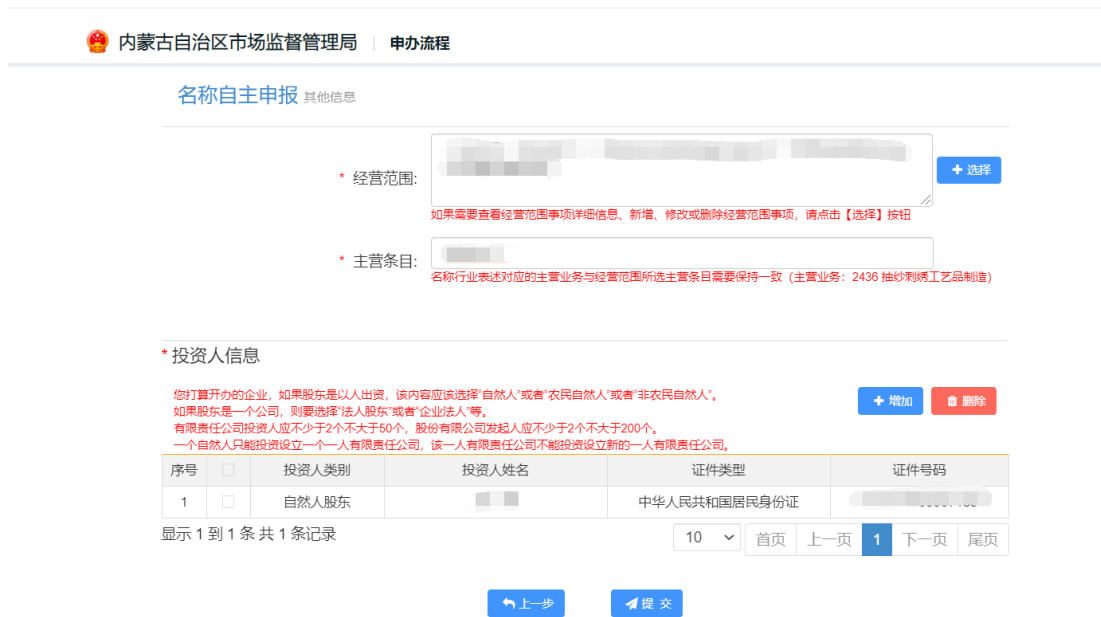 内蒙古自治区市场监督管理局 申办流程
名称自主申报 其他信息
* 经营范围:
+ 选择
如果需要查看经营范围事项详细信息、新增、修改或删除经营范围事项，请点击【选择】按钮
* 主营条目:
名称行业表述对应的主营业务与经营范围所选主营条目需要保持一致（主营业务：2436 抽纱刺绣工艺品制造）
* 投资人信息
您打算开办的企业，如果股东是以人出资，该内容应该选择“自然人”或者“农民自然人”或者“非农民自然人”。
如果股东是一个公司，则要选择“法人股东”或者“企业法人”等。
有限责任公司投资人应不少于2个不大于50个，股份有限公司发起人应不少于2个不大于200个。
一个自然人只能投资设立一个一人有限责任公司，该一人有限责任公司不能投资设立新的一人有限责任公司。
+ 增加 删除
序号 投资人类别 投资人姓名 证件类型 证件号码
1 自然人股东 中华人民共和国居民身份证
显示 1 到 1 条 共 1 条记录
10 首页 上一页 1 下一页 尾页
上一步 提 交